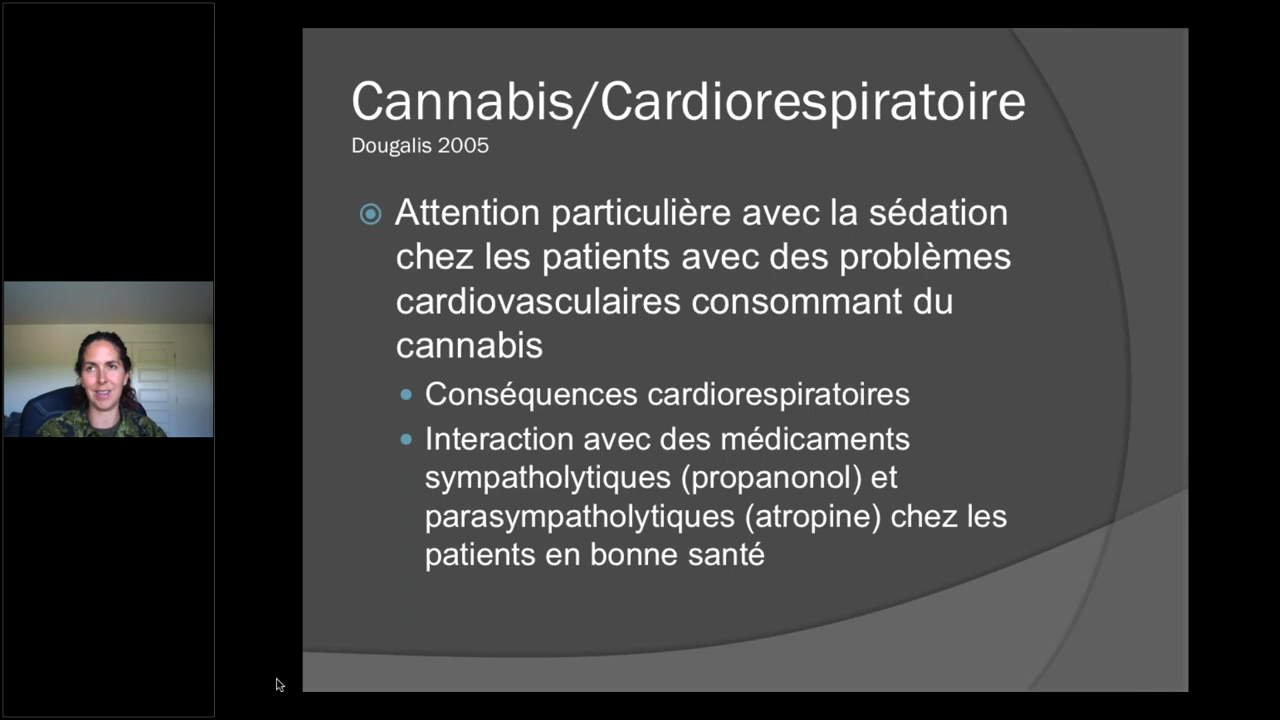 Cannabis/Cardiorespiratoire
Dougalis 2005
Attention particulière avec la sédation
chez les patients avec des problèmes
cardiovasculaires consommant du
cannabis
Conséquences cardiorespiratoires
Interaction avec des médicaments
sympatholytiques (propanonol) et
parasympatholytiques (atropine) chez les
patients en bonne santé